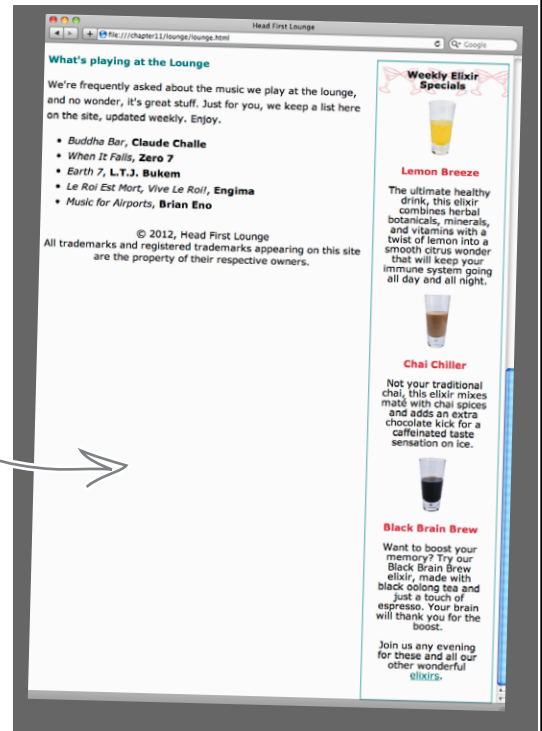 Head First Lounge
file:///chapter11/lounge/lounge.html
Google
What's playing at the Lounge
We're frequently asked about the music we play at the lounge,
and no wonder, it's great stuff. Just for you, we keep a list here
on the site, updated weekly. Enjoy.
• Buddha Bar, Claude Challe
• When It Falls, Zero 7
• Earth 7, L.T.J. Bukem
• Le Roi Est Mort, Vive Le Roi!, Engima
• Music for Airports, Brian Eno
© 2012, Head First Lounge
All trademarks and registered trademarks appearing on this site
are the property of their respective owners.
Weekly Elixir
Specials
Lemon Breeze
The ultimate healthy
drink, this elixir
combines herbal
botanicals, minerals,
and vitamins with a
twist of lemon into a
smooth citrus wonder
that will keep your
immune system going
all day and all night.
Chai Chiller
Not your traditional
chai, this elixir mixes
maté with chai spices
and adds an extra
chocolate kick for a
caffeinated taste
sensation on ice.
Black Brain Brew
Want to boost your
memory? Try our
Black Brain Brew
elixir, made with
black oolong tea and
just a touch of
espresso. Your brain
will thank you for the
boost.
Join us any evening
for these and all our
other wonderful
elixirs.